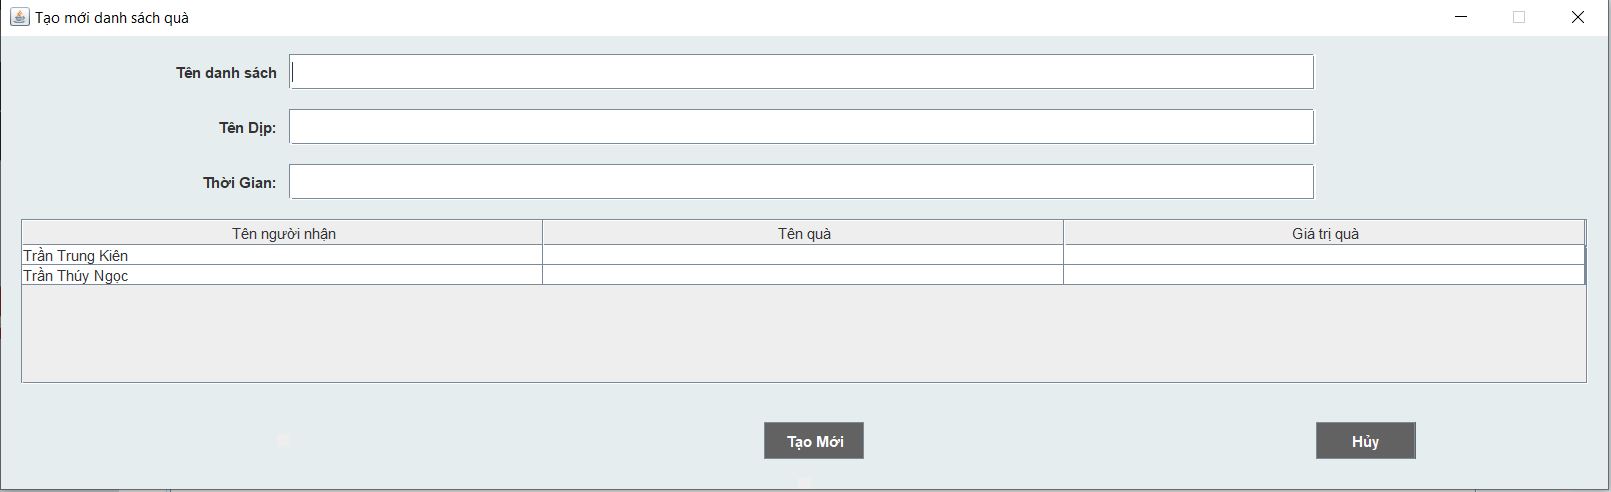 Tạo mới danh sách quà
Tên danh sách
Tên Dịp:
Thời Gian:
Tên người nhận Tên quà Giá trị quà
Trần Trung Kiên
Trần Thúy Ngọc
Tạo Mới Hủy